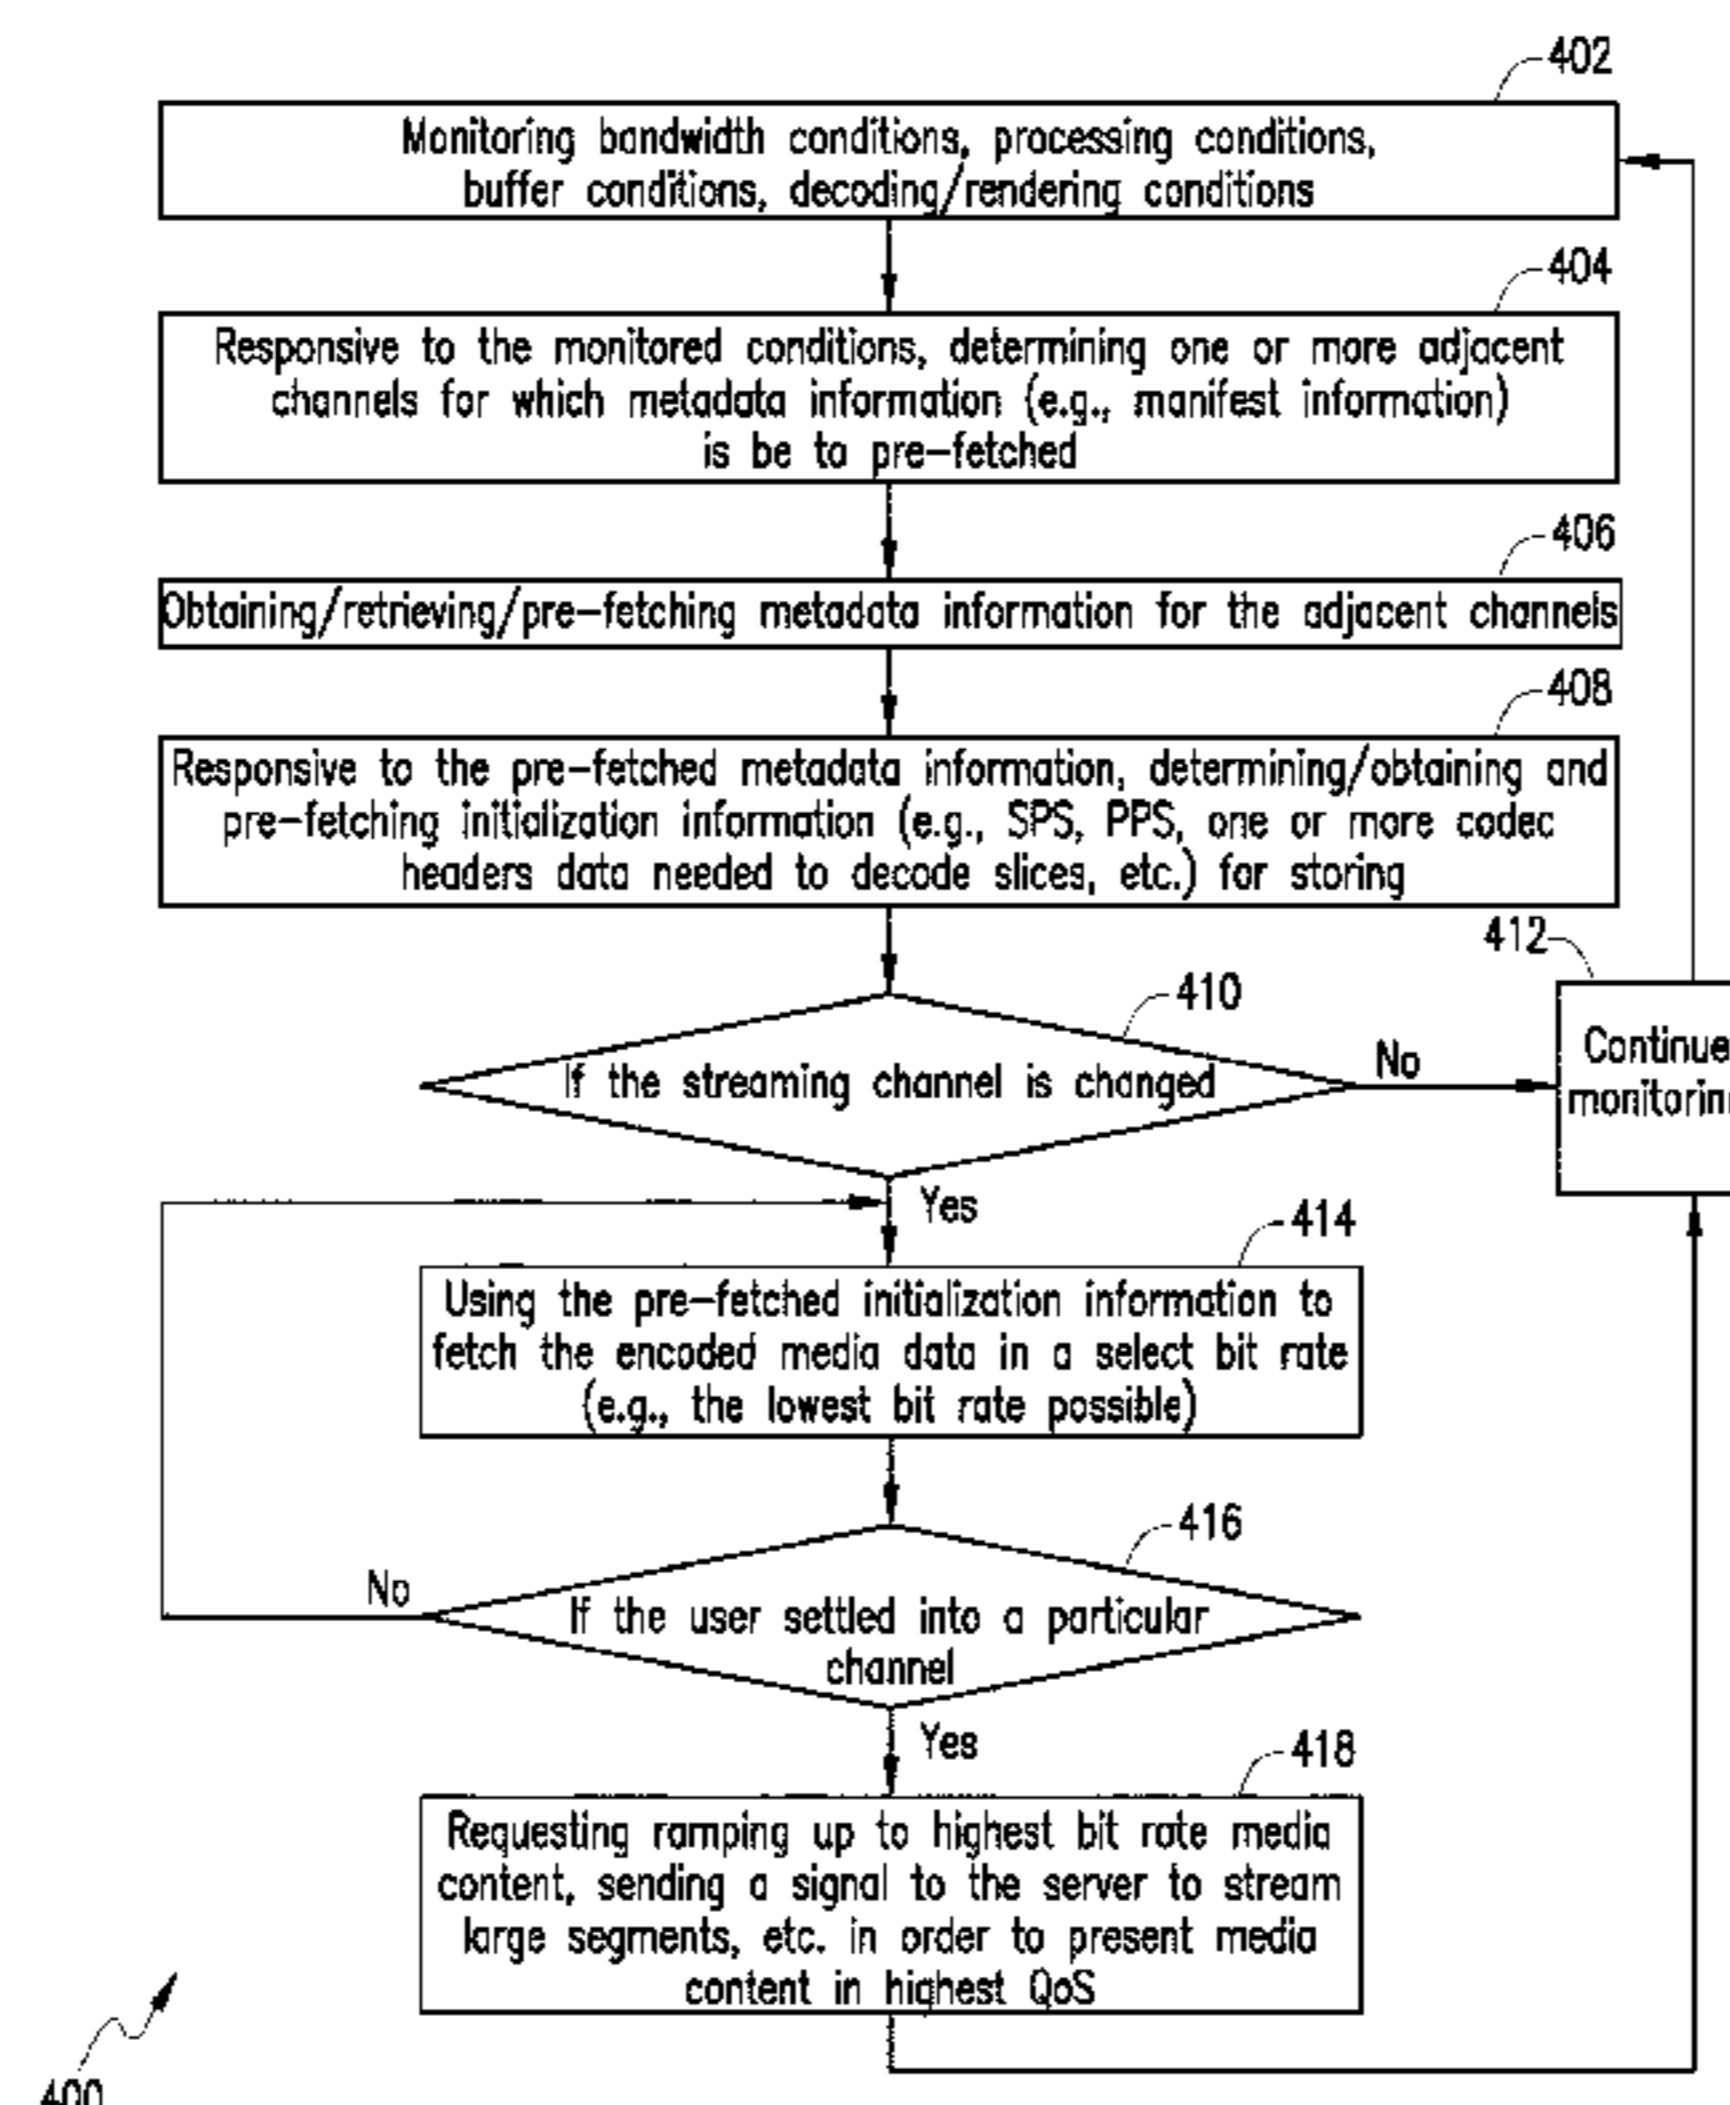 402
Monitoring bandwidth conditions, processing conditions,
buffer conditions, decoding/rendering conditions
404
Responsive to the monitored conditions, determining one or more adjacent
channels for which metadata information (e.g., manifest information)
is be to pre-fetched
406
Obtaining/retrieving/pre-fetching metadata information for the adjacent channels
408
Responsive to the pre-fetched metadata information, determining/obtaining and
pre-fetching initialization information (e.g., SPS, PPS, one or more codec
headers data needed to decode slices, etc.) for storing
412
410
If the streaming channel is changed
No
Continue
monitoring
Yes
414
Using the pre-fetched initialization information to
fetch the encoded media data in a select bit rate
(e.g., the lowest bit rate possible)
416
No
If the user settled into a particular
channel
Yes
418
Requesting ramping up to highest bit rate media
content, sending a signal to the server to stream
large segments, etc. in order to present media
content in highest QoS
400